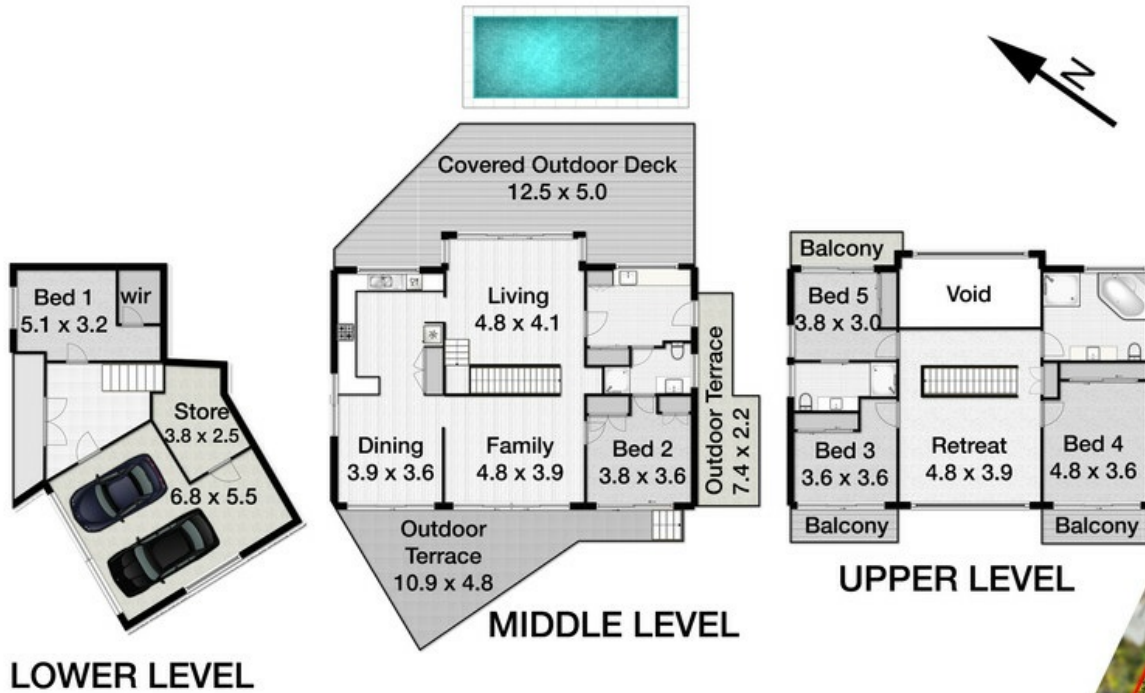 N
Covered Outdoor Deck
12.5 x 5.0
Bed 1
5.1 x 3.2
wir
Store
3.8 x 2.5
6.8 x 5.5
LOWER LEVEL
Living
4.8 x 4.1
Dining
3.9 x 3.6
Family
4.8 x 3.9
Bed 2
3.8 x 3.6
Outdoor Terrace
7.4 x 2.2
Outdoor
Terrace
10.9 x 4.8
MIDDLE LEVEL
Balcony
Bed 5
3.8 x 3.0
Void
Bed 3
3.6 x 3.6
Retreat
4.8 x 3.9
Bed 4
4.8 x 3.6
Balcony
Balcony
UPPER LEVEL